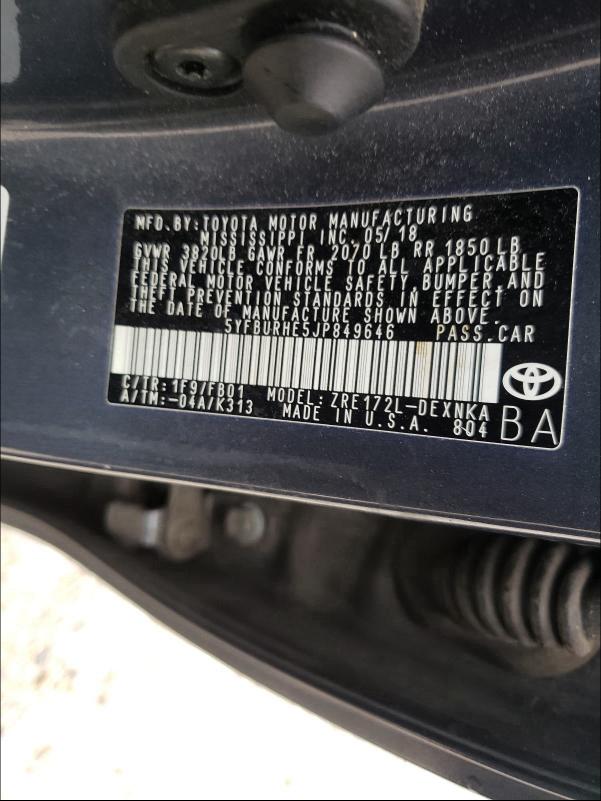 MFD.BY:TOYOTA MOTOR MANUFACTURING
MISSISSIPPI INC. 05/18
GVWR 3820LB GAWR FR. 2070 LB RR 1850 LB
THIS VEHICLE CONFORMS TO ALL APPLICABLE
FEDERAL MOTOR VEHICLE SAFETY, BUMPER, AND
THEFT PREVENTION STANDARDS IN EFFECT ON
THE DATE OF MANUFACTURE SHOWN ABOVE.
5YFBURHE5JP849646 PASS.CAR
C/TR: 1F9/FB01 MODEL: ZRE172L-DEXNKA
A/TM:-04A/K313 MADE IN U.S.A. 804
BA